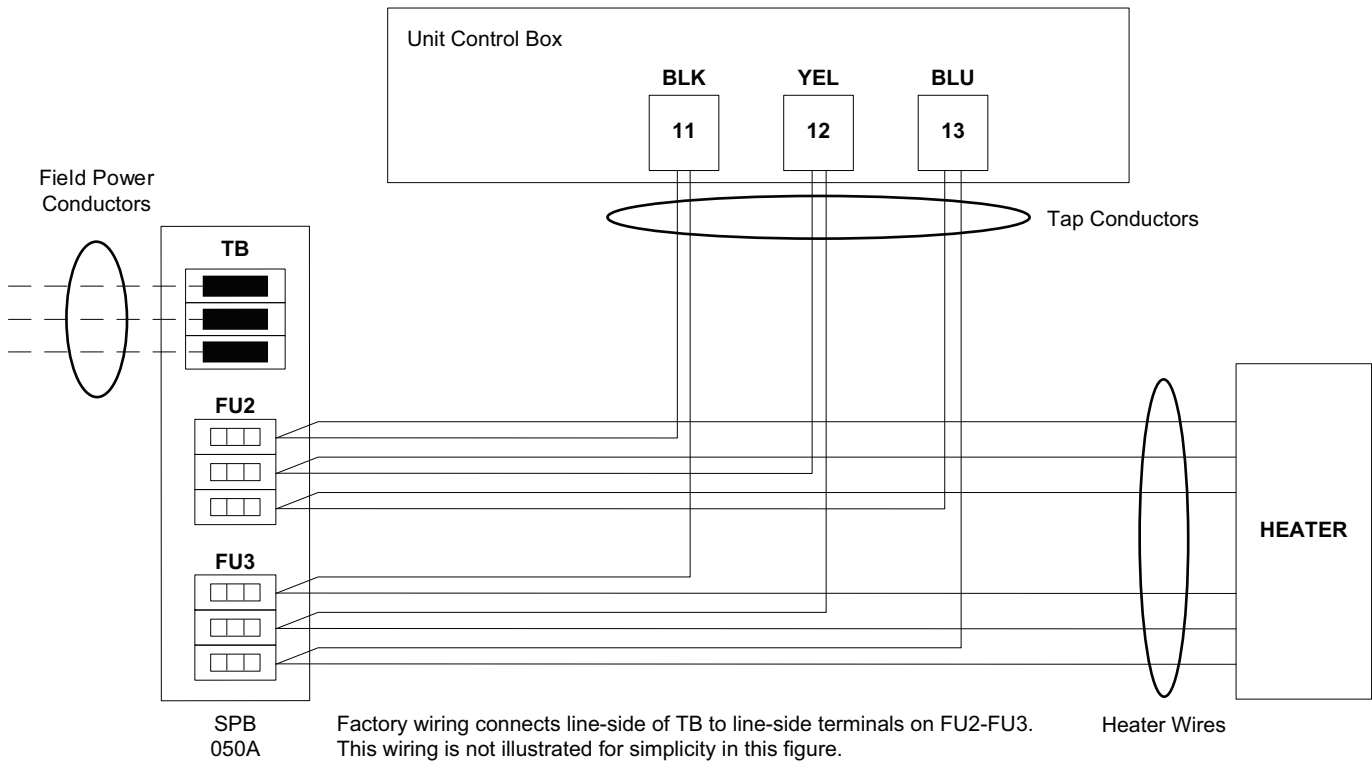 Unit Control Box
BLK
YEL
BLU
11
12
13
Field Power
Conductors
Tap Conductors
TB
FU2
FU3
HEATER
SPB
050A
Factory wiring connects line-side of TB to line-side terminals on FU2-FU3.
This wiring is not illustrated for simplicity in this figure.
Heater Wires